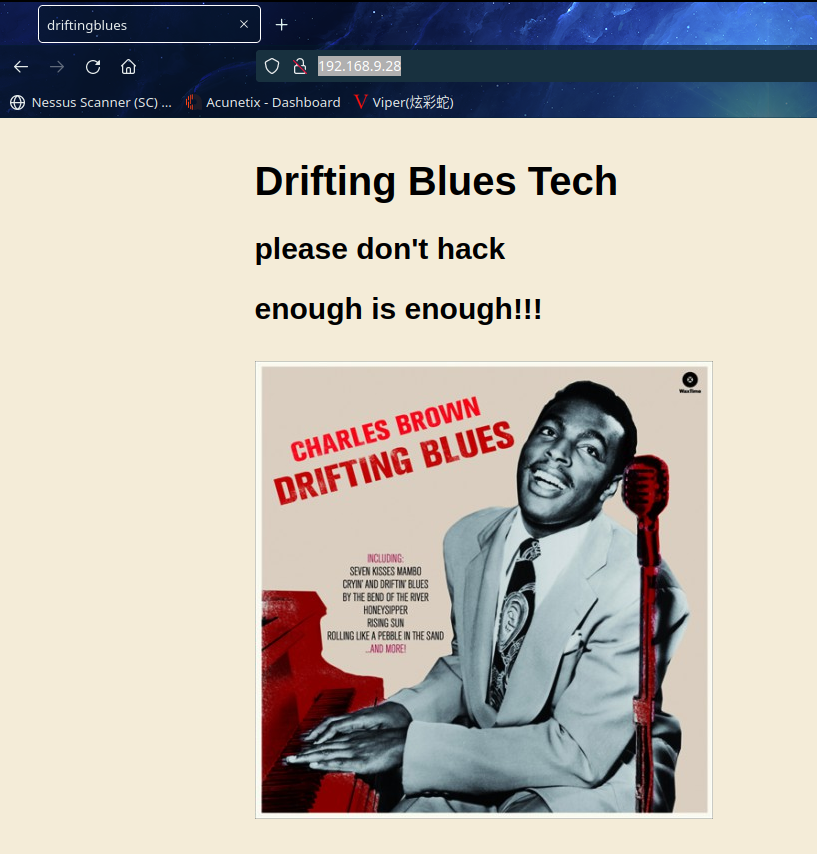 driftingblues
192.168.9.28
Nessus Scanner (SC) ...
Acunetix - Dashboard
Viper(炫彩蛇)
Drifting Blues Tech
please don't hack
enough is enough!!!
WaxTime
CHARLES BROWN
DRIFTING BLUES
INCLUDING:
SEVEN KISSES MAMBO
CRYIN' AND DRIFTIN' BLUES
BY THE BEND OF THE RIVER
HONEYSIPPER
RISING SUN
ROLLING LIKE A PEBBLE IN THE SAND
...AND MORE!